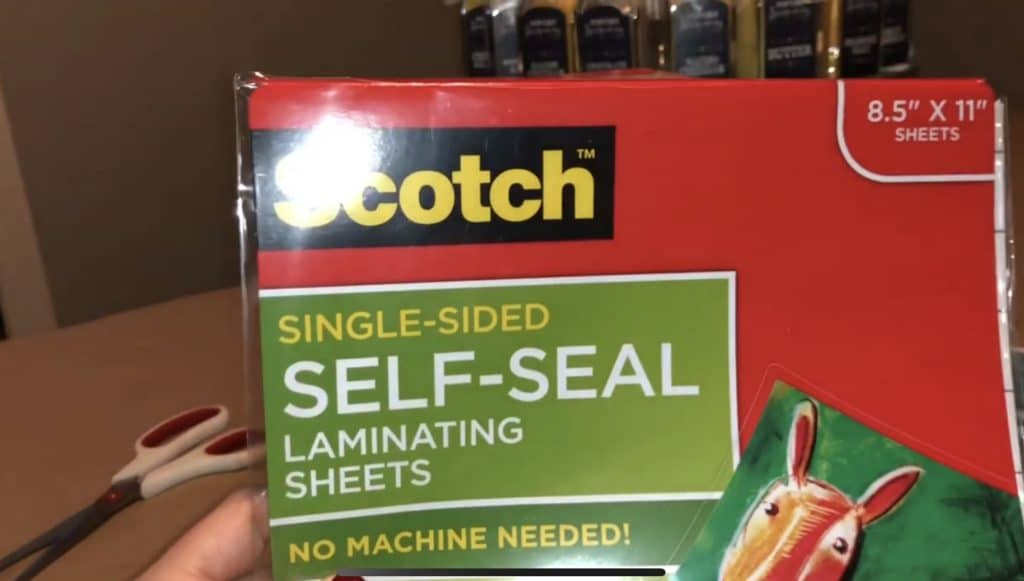 Scotch™
8.5" X 11"
SHEETS
SINGLE-SIDED
SELF-SEAL
LAMINATING
SHEETS
NO MACHINE NEEDED!